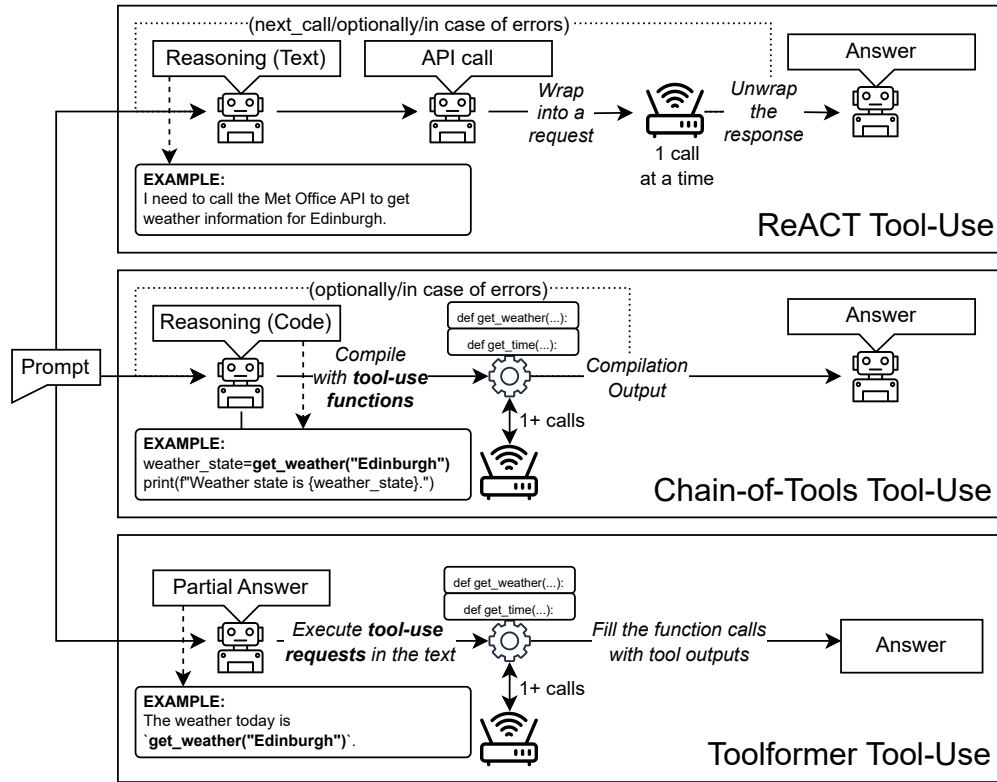 Prompt
(next_call/optionally/in case of errors)
Reasoning (Text)
API call
Answer
Wrap
into a
request
1 call
at a time
Unwrap
the
response
EXAMPLE:
I need to call the Met Office API to get
weather information for Edinburgh.
ReACT Tool-Use
(optionally/in case of errors)
Reasoning (Code)
def get_weather(...):
def get_time(...):
Answer
Compile
with tool-use
functions
Compilation
Output
1+ calls
EXAMPLE:
weather_state=get_weather("Edinburgh")
print(f"Weather state is {weather_state}.")
Chain-of-Tools Tool-Use
Partial Answer
def get_weather(...):
def get_time(...):
Execute tool-use
requests in the text
Fill the function calls
with tool outputs
Answer
1+ calls
EXAMPLE:
The weather today is
`get_weather("Edinburgh")`.
Toolformer Tool-Use